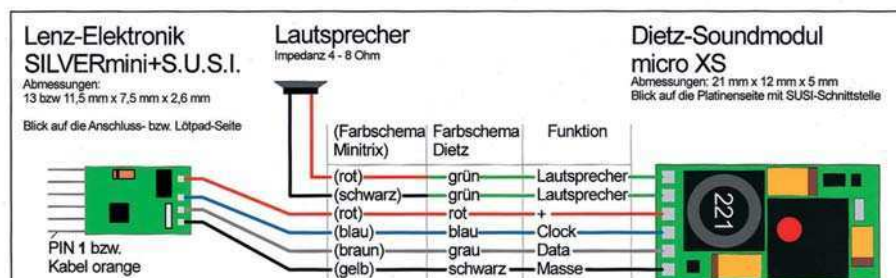 Lenz-Elektronik
SILVERmini+S.U.S.I.
Abmessungen:
13 bzw 11,5 mm x 7,5 mm x 2,6 mm
Blick auf die Anschluss- bzw. Lötpad-Seite
PIN 1 bzw.
Kabel orange
Lautsprecher
Impedanz 4 - 8 Ohm
Dietz-Soundmodul
micro XS
Abmessungen: 21 mm x 12 mm x 5 mm
Blick auf die Platinenseite mit SUSI-Schnittstelle
(Farbschema Farbschema Funktion
Minitrix) Dietz
(rot) grün Lautsprecher
(schwarz) grün Lautsprecher
(rot) rot +
(blau) blau Clock
(braun) grau Data
(gelb) schwarz Masse
221